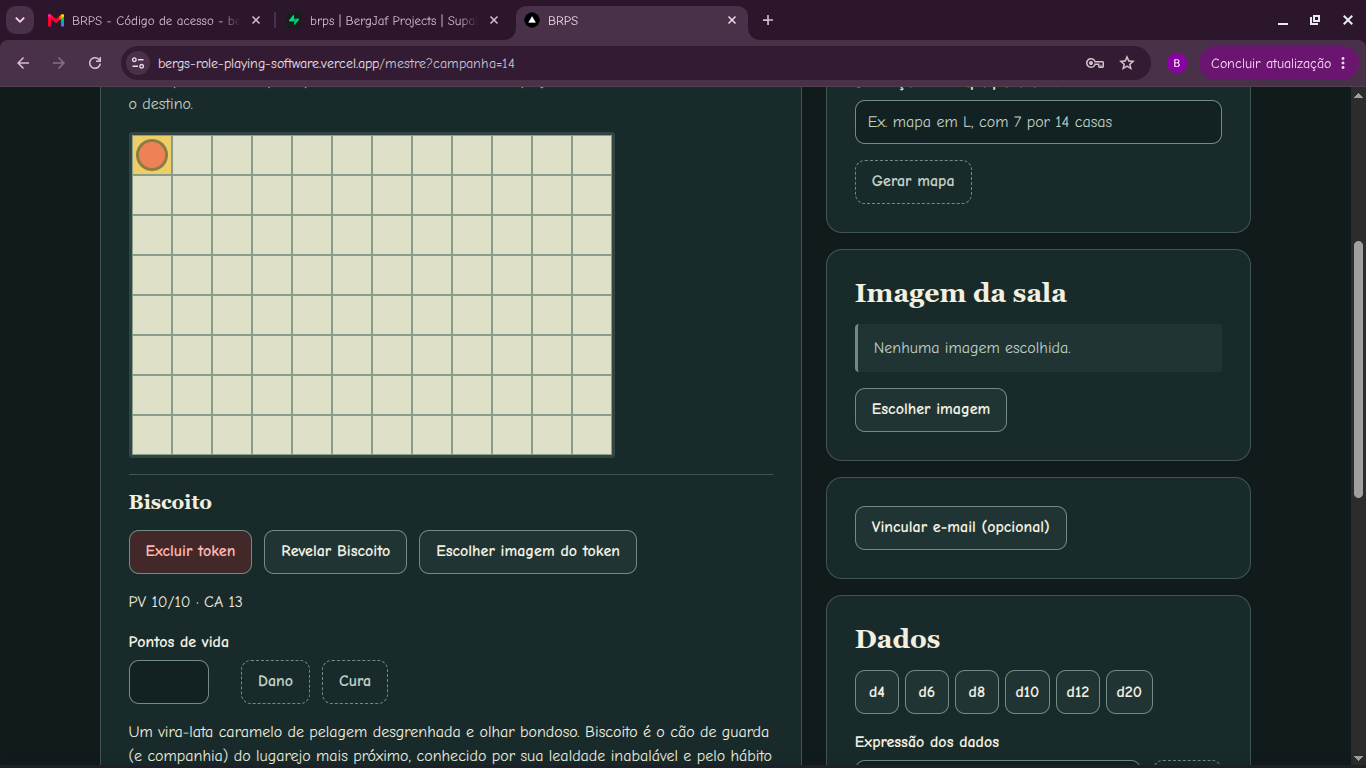 BRPS - Código de acesso - be
brps | BergJaf Projects | Supa
BRPS
bergs-role-playing-software.vercel.app/mestre?campanha=14
B
Concluir atualização
o destino.
Biscoito
Excluir token
Revelar Biscoito
Escolher imagem do token
PV 10/10 · CA 13
Pontos de vida
Dano
Cura
Um vira-lata caramelo de pelagem desgrenhada e olhar bondoso. Biscoito é o cão de guarda
(e companhia) do lugarejo mais próximo, conhecido por sua lealdade inabalável e pelo hábito
Ex. mapa em L, com 7 por 14 casas
Gerar mapa
Imagem da sala
Nenhuma imagem escolhida.
Escolher imagem
Vincular e-mail (opcional)
Dados
d4
d6
d8
d10
d12
d20
Expressão dos dados